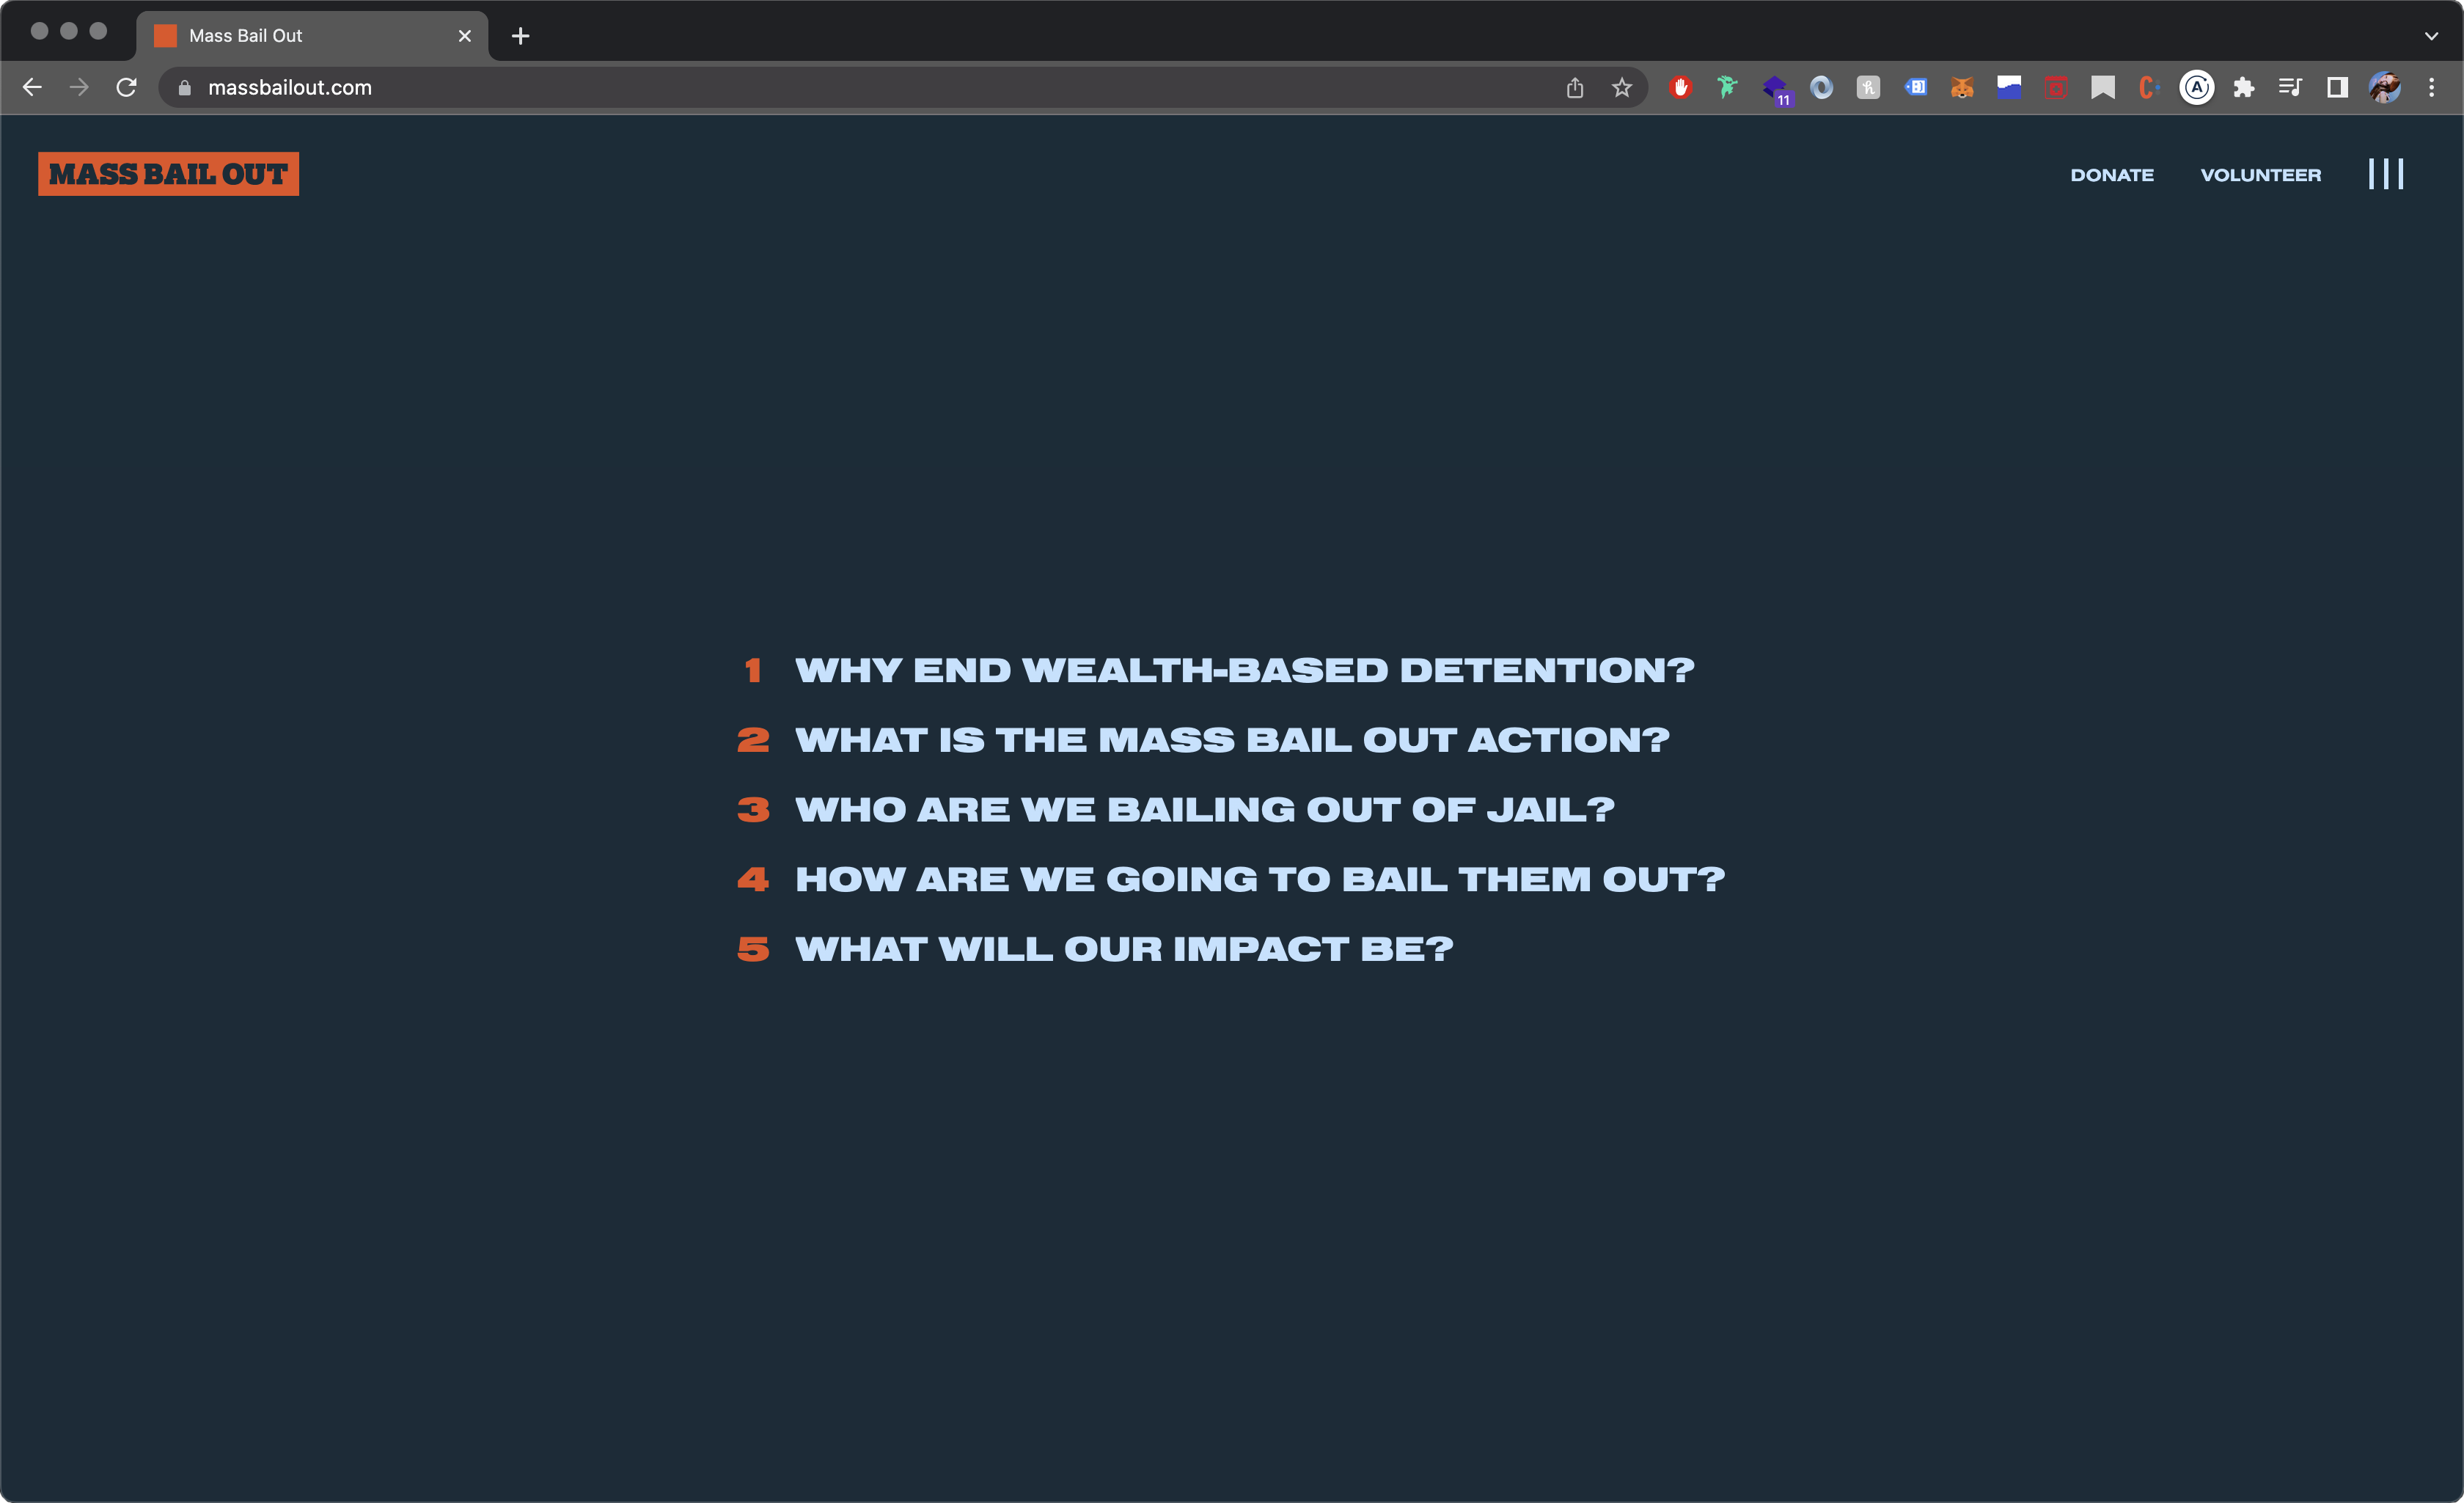 Mass Bail Out
massbailout.com
11
MASS BAIL OUT
DONATE
VOLUNTEER
1 WHY END WEALTH-BASED DETENTION?
2 WHAT IS THE MASS BAIL OUT ACTION?
3 WHO ARE WE BAILING OUT OF JAIL?
4 HOW ARE WE GOING TO BAIL THEM OUT?
5 WHAT WILL OUR IMPACT BE?